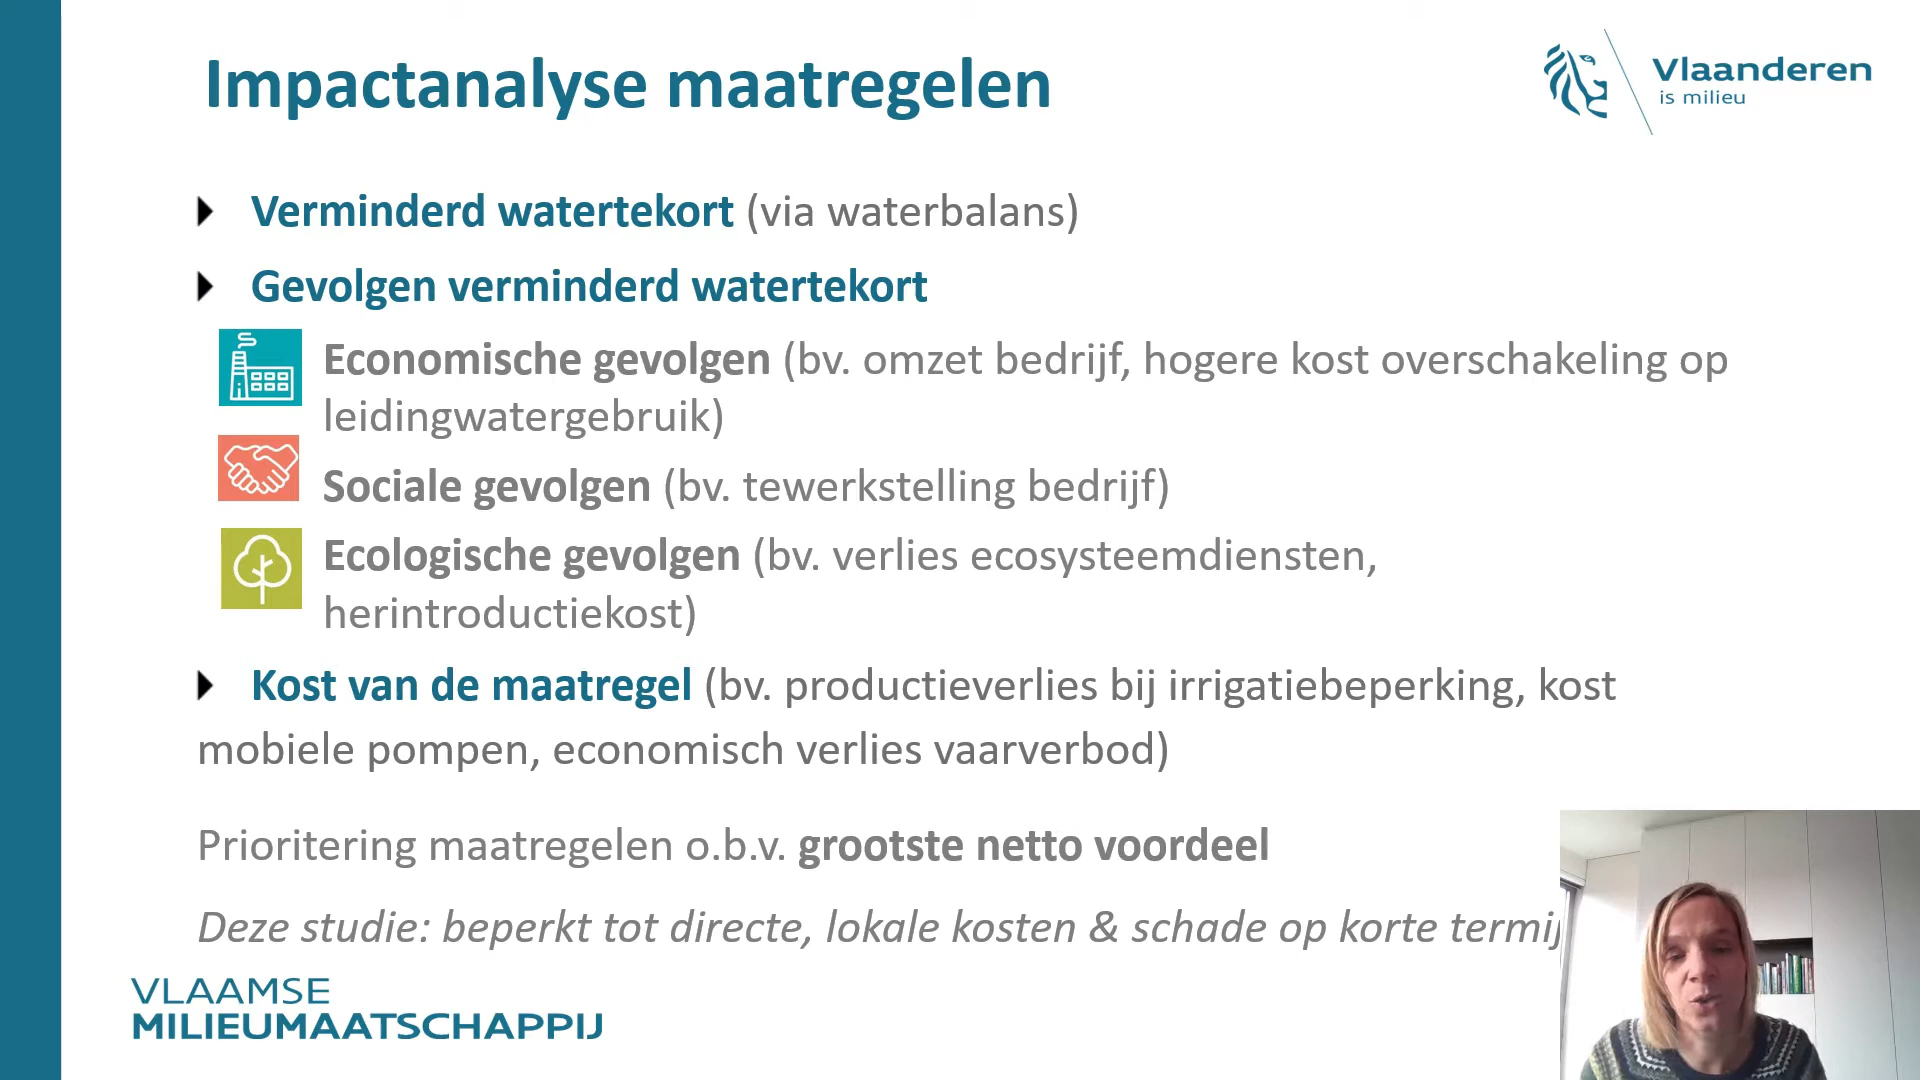 Impactanalyse maatregelen
Vlaanderen
is milieu
Verminderd watertekort (via waterbalans)
Gevolgen verminderd watertekort
Economische gevolgen (bv. omzet bedrijf, hogere kost overschakeling op
leidingwatergebruik)
Sociale gevolgen (bv. tewerkstelling bedrijf)
Ecologische gevolgen (bv. verlies ecosysteemdiensten,
herintroductiekost)
Kost van de maatregel (bv. productieverlies bij irrigatiebeperking, kost
mobiele pompen, economisch verlies vaarverbod)
Prioritering maatregelen o.b.v. grootste netto voordeel
Deze studie: beperkt tot directe, lokale kosten & schade op korte
VLAAMSE
MILIEUMAATSCHAPPIJ